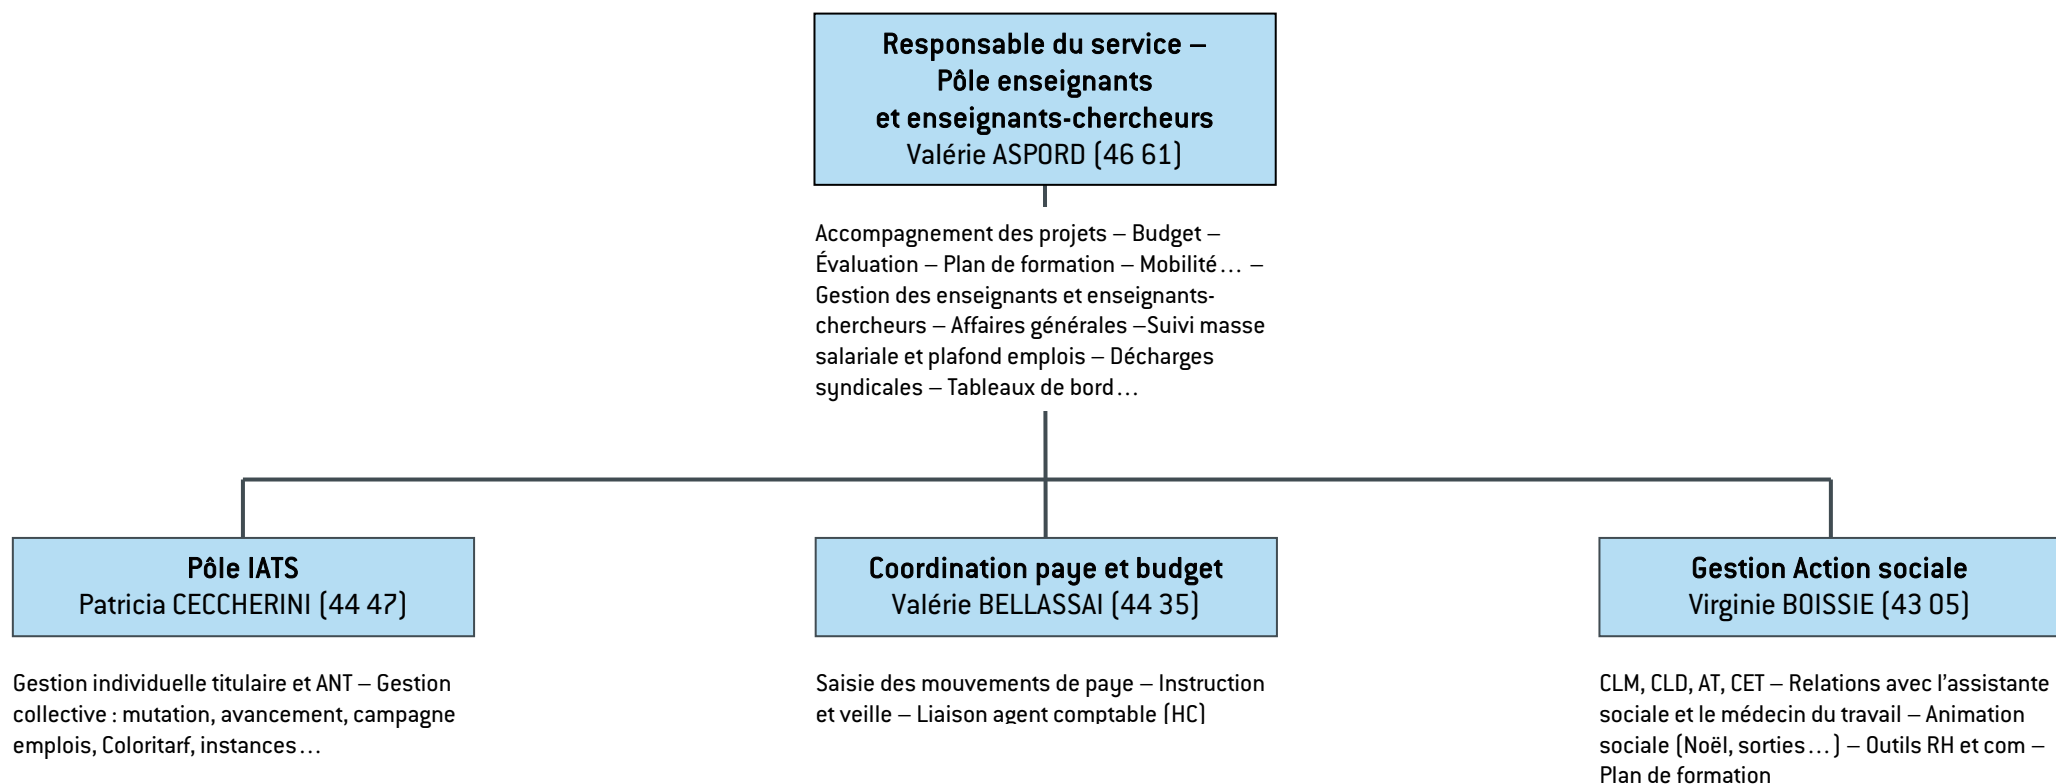 Responsable du service –
Pôle enseignants
et enseignants-chercheurs
Valérie ASPORD (46 61)
Accompagnement des projets – Budget –
Évaluation – Plan de formation – Mobilité… –
Gestion des enseignants et enseignants-
chercheurs – Affaires générales –Suivi masse
salariale et plafond emplois – Décharges
syndicales – Tableaux de bord…
Pôle IATS
Patricia CECCHERINI (44 47)
Gestion individuelle titulaire et ANT – Gestion
collective : mutation, avancement, campagne
emplois, Coloritarf, instances…
Coordination paye et budget
Valérie BELLASSAI (44 35)
Saisie des mouvements de paye – Instruction
et veille – Liaison agent comptable (HC)
Gestion Action sociale
Virginie BOISSIE (43 05)
CLM, CLD, AT, CET – Relations avec l’assistante
sociale et le médecin du travail – Animation
sociale (Noël, sorties…) – Outils RH et com –
Plan de formation